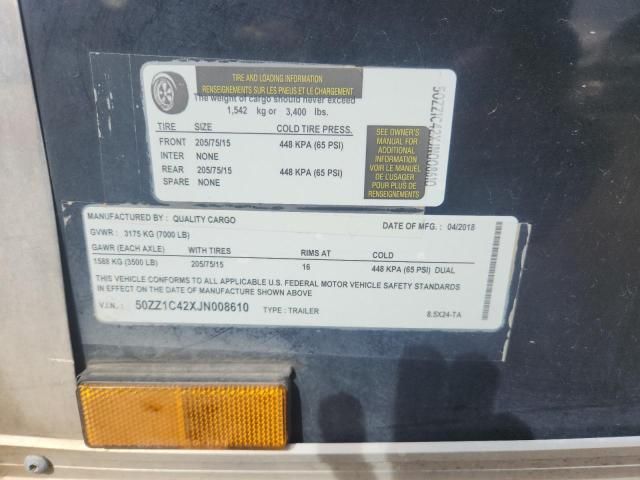 TIRE AND LOADING INFORMATION
RENSEIGNEMENTS SUR LES PNEUS ET LE CHARGEMENT
The weight of cargo should never exceed
1,542 kg or 3,400 lbs.
TIRE SIZE COLD TIRE PRESS.
FRONT 205/75/15 448 KPA (65 PSI)
INTER NONE
REAR 205/75/15 448 KPA (65 PSI)
SPARE NONE
SEE OWNER'S
MANUAL FOR
ADDITIONAL
INFORMATION
VOIR LE MANUEL
DE L'USAGER
POUR PLUS DE
RENSEIGNEMENTS
50ZZ1C42XJN008610
MANUFACTURED BY : QUALITY CARGO DATE OF MFG. : 04/2018
GVWR : 3175 KG (7000 LB)
GAWR (EACH AXLE) WITH TIRES RIMS AT COLD
1588 KG (3500 LB) 205/75/15 16 448 KPA (65 PSI) DUAL
THIS VEHICLE CONFORMS TO ALL APPLICABLE U.S. FEDERAL MOTOR VEHICLE SAFETY STANDARDS
IN EFFECT ON THE DATE OF MANUFACTURE SHOWN ABOVE.
V.I.N. : 50ZZ1C42XJN008610 TYPE : TRAILER 8.5X24-TA